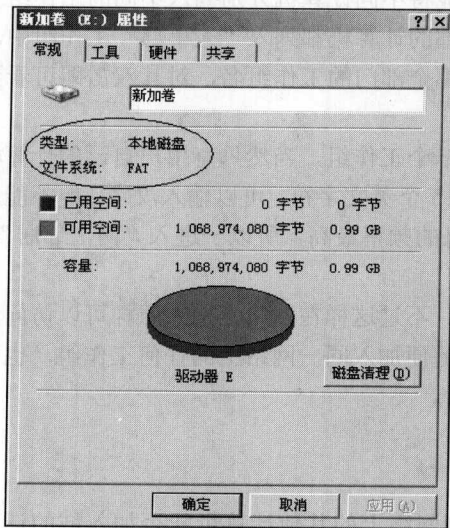 新加卷 (E:) 属性
常规 工具 硬件 共享
新加卷
类型: 本地磁盘
文件系统: FAT
已用空间: 0 字节 0 字节
可用空间: 1,068,974,080 字节 0.99 GB
容量: 1,068,974,080 字节 0.99 GB
驱动器 E 磁盘清理(D)
确定 取消 应用(A)